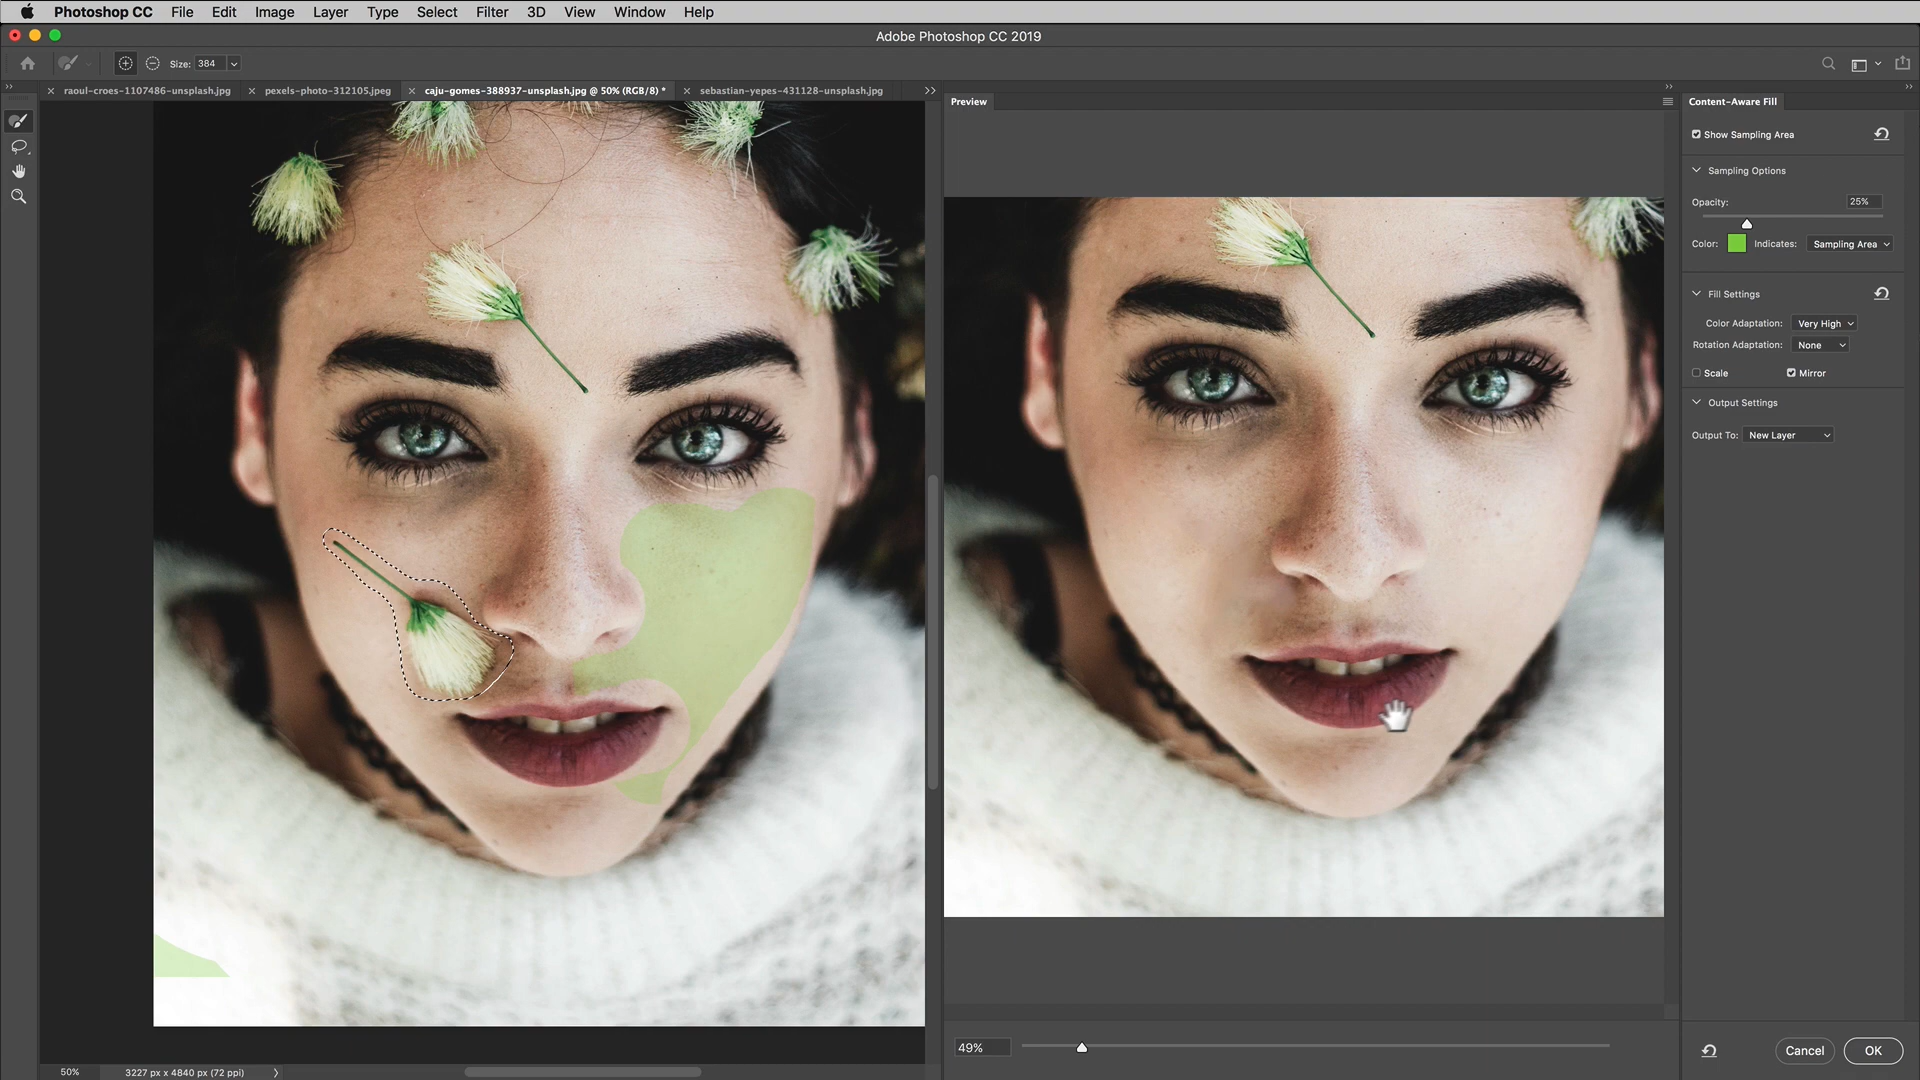 Photoshop CC File Edit Image Layer Type Select Filter 3D View Window Help
Adobe Photoshop CC 2019
Size: 384
raoul-croes-1107486-unsplash.jpg pexels-photo-312105.jpeg caju-gomes-388937-unsplash.jpg @ 50% (RGB/8) * sebastian-yepes-431128-unsplash.jpg
Preview
Content-Aware Fill
Show Sampling Area
Sampling Options
Opacity: 25%
Color: Indicates: Sampling Area
Fill Settings
Color Adaptation: Very High
Rotation Adaptation: None
Scale Mirror
Output Settings
Output To: New Layer
49%
Cancel OK
50% 3227 px x 4840 px (72 ppi)